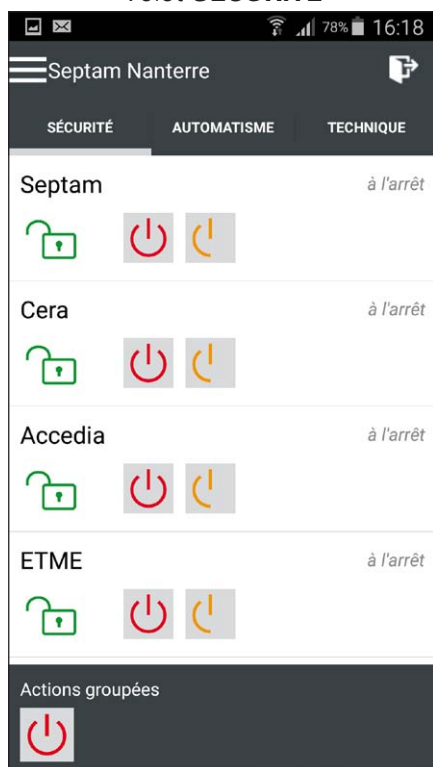 78% 16:18
Septam Nanterre
SÉCURITÉ AUTOMATISME TECHNIQUE
Septam à l'arrêt
Cera à l'arrêt
Accedia à l'arrêt
ETME à l'arrêt
Actions groupées